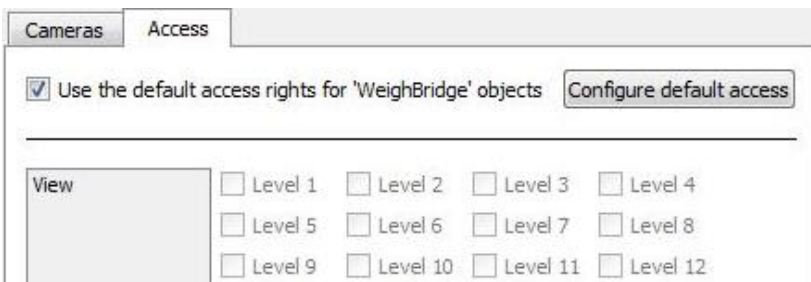 Cameras Access
Use the default access rights for 'WeighBridge' objects Configure default access
View Level 1 Level 2 Level 3 Level 4
Level 5 Level 6 Level 7 Level 8
Level 9 Level 10 Level 11 Level 12